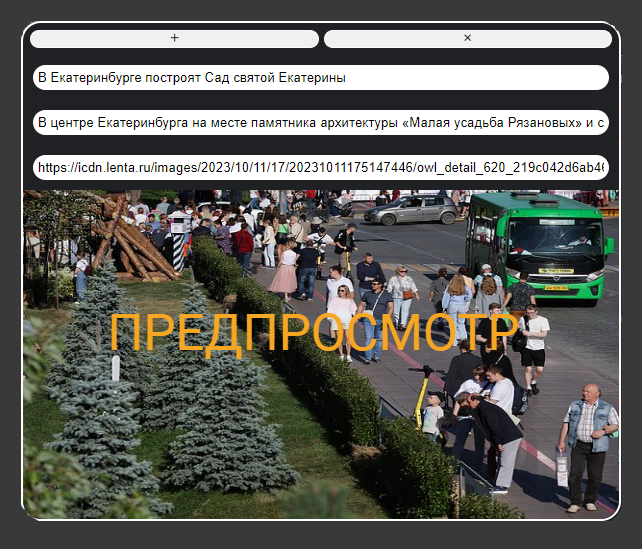 + ×
В Екатеринбурге построят Сад святой Екатерины
В центре Екатеринбурга на месте памятника архитектуры «Малая усадьба Рязановых» и с
https://icdn.lenta.ru/images/2023/10/11/17/20231011175147446/owl_detail_620_219c042d6ab46
ПРЕДПРОСМОТР